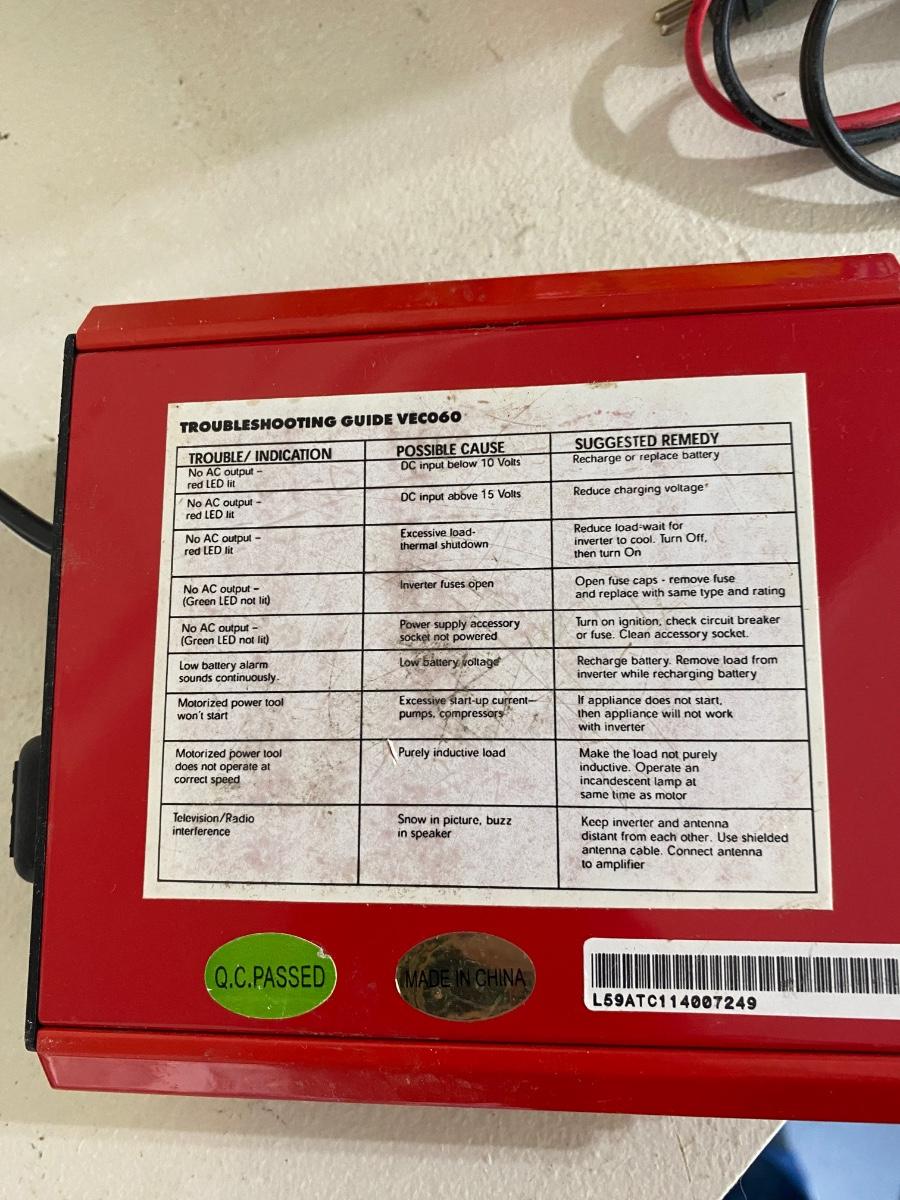 TROUBLESHOOTING GUIDE VEC060
TROUBLE/ INDICATION
POSSIBLE CAUSE
SUGGESTED REMEDY
No AC output –
red LED lit
DC input below 10 Volts
Recharge or replace battery
No AC output –
red LED lit
DC input above 15 Volts
Reduce charging voltage
No AC output –
red LED lit
Excessive load-
thermal shutdown
Reduce load-wait for
inverter to cool. Turn Off,
then turn On
No AC output –
(Green LED not lit)
Inverter fuses open
Open fuse caps - remove fuse
and replace with same type and rating
No AC output –
(Green LED not lit)
Power supply accessory
socket not powered
Turn on ignition, check circuit breaker
or fuse. Clean accessory socket.
Low battery alarm
sounds continuously.
Low battery voltage
Recharge battery. Remove load from
inverter while recharging battery
Motorized power tool
won't start
Excessive start-up current–
pumps, compressors
If appliance does not start,
then appliance will not work
with inverter
Motorized power tool
does not operate at
correct speed
Purely inductive load
Make the load not purely
inductive. Operate an
incandescent lamp at
same time as motor
Television/Radio
interference
Snow in picture, buzz
in speaker
Keep inverter and antenna
distant from each other. Use shielded
antenna cable. Connect antenna
to amplifier
Q.C.PASSED
MADE IN CHINA
L59ATC114007249